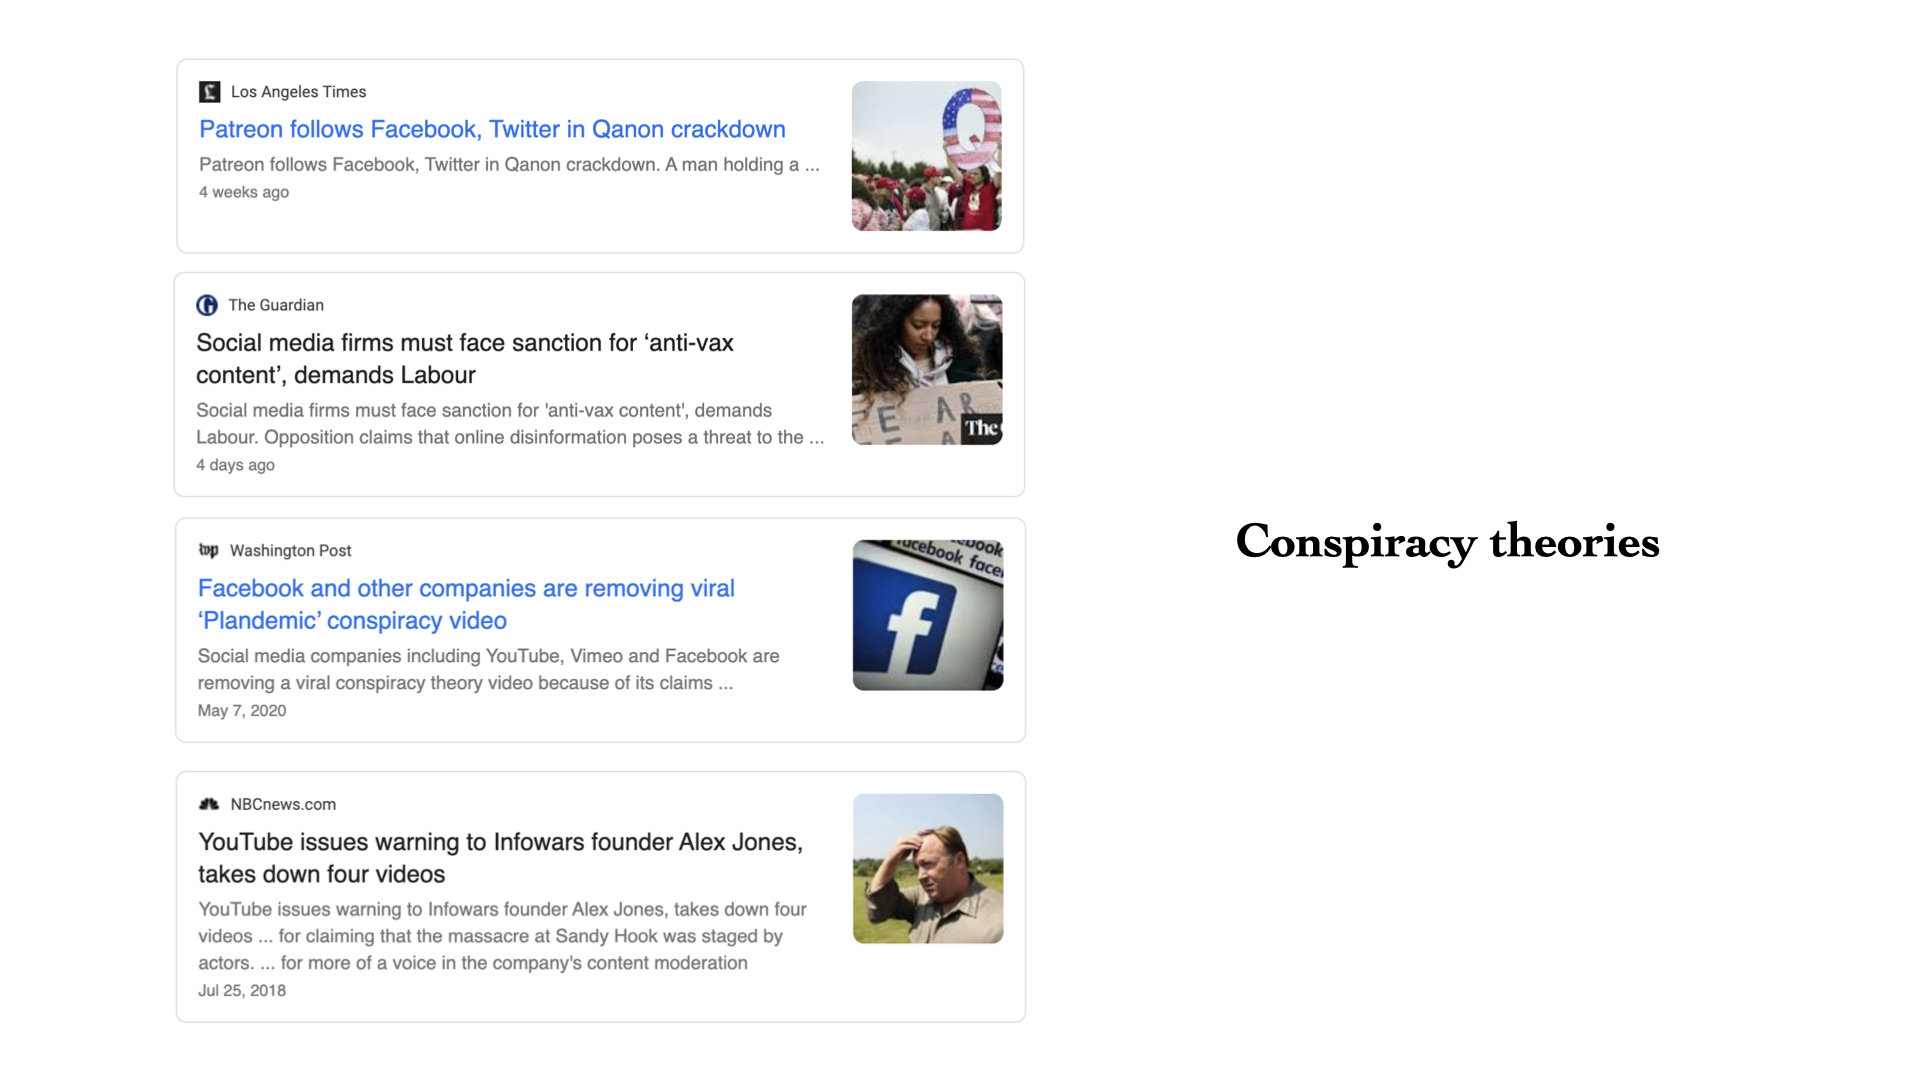 Los Angeles Times
Patreon follows Facebook, Twitter in Qanon crackdown
Patreon follows Facebook, Twitter in Qanon crackdown. A man holding a ...
4 weeks ago
Q
The Guardian
Social media firms must face sanction for ‘anti-vax
content’, demands Labour
Social media firms must face sanction for 'anti-vax content', demands
Labour. Opposition claims that online disinformation poses a threat to the ...
4 days ago
The
Washington Post
Facebook and other companies are removing viral
‘Plandemic’ conspiracy video
Social media companies including YouTube, Vimeo and Facebook are
removing a viral conspiracy theory video because of its claims ...
May 7, 2020
facebook
NBCnews.com
YouTube issues warning to Infowars founder Alex Jones,
takes down four videos
YouTube issues warning to Infowars founder Alex Jones, takes down four
videos ... for claiming that the massacre at Sandy Hook was staged by
actors. ... for more of a voice in the company's content moderation
Jul 25, 2018
Conspiracy theories